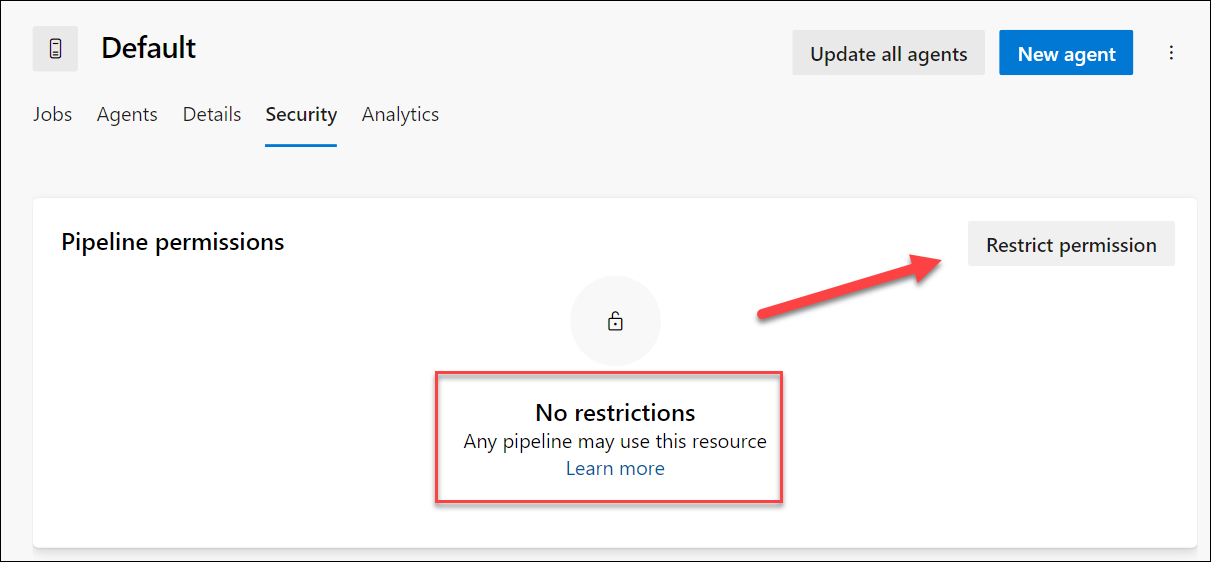 Default
Update all agents
New agent
Jobs
Agents
Details
Security
Analytics
Pipeline permissions
Restrict permission
No restrictions
Any pipeline may use this resource
Learn more